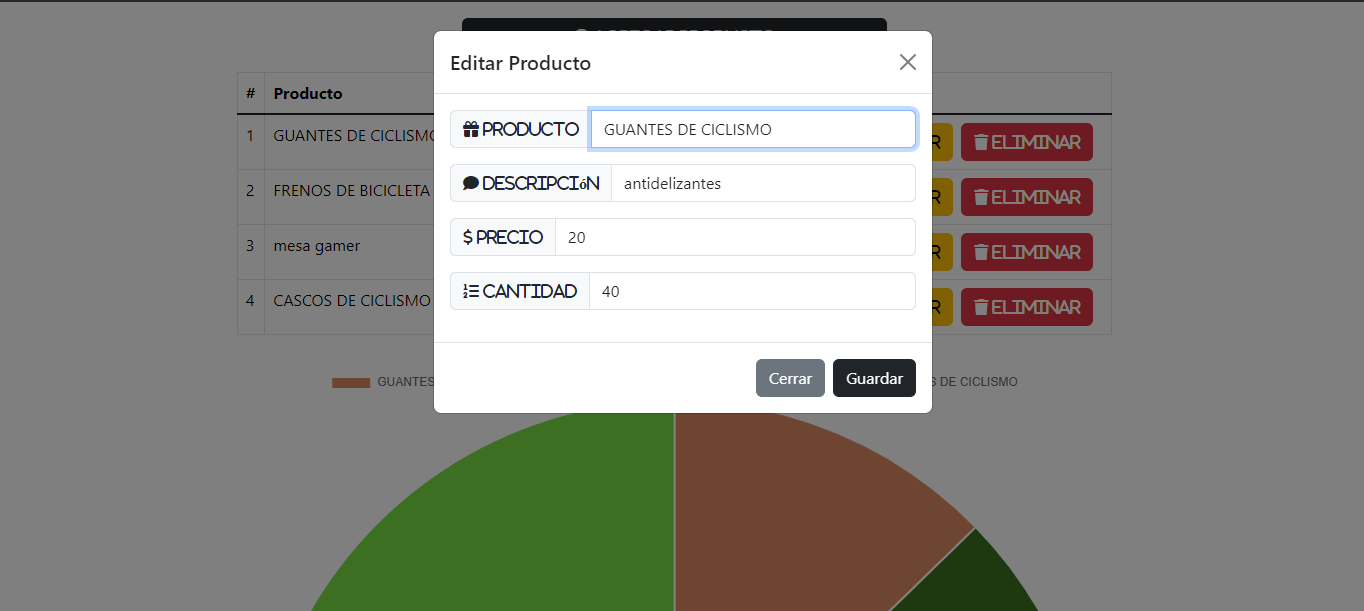 Editar Producto
# Producto
PRODUCTO GUANTES DE CICLISMO
1 GUANTES DE CICLISMO ELIMINAR
DESCRIPCIóN antidelizantes
2 FRENOS DE BICICLETA ELIMINAR
$ PRECIO 20
3 mesa gamer ELIMINAR
CANTIDAD 40
4 CASCOS DE CICLISMO ELIMINAR
Cerrar Guardar
GUANTES
DE CICLISMO